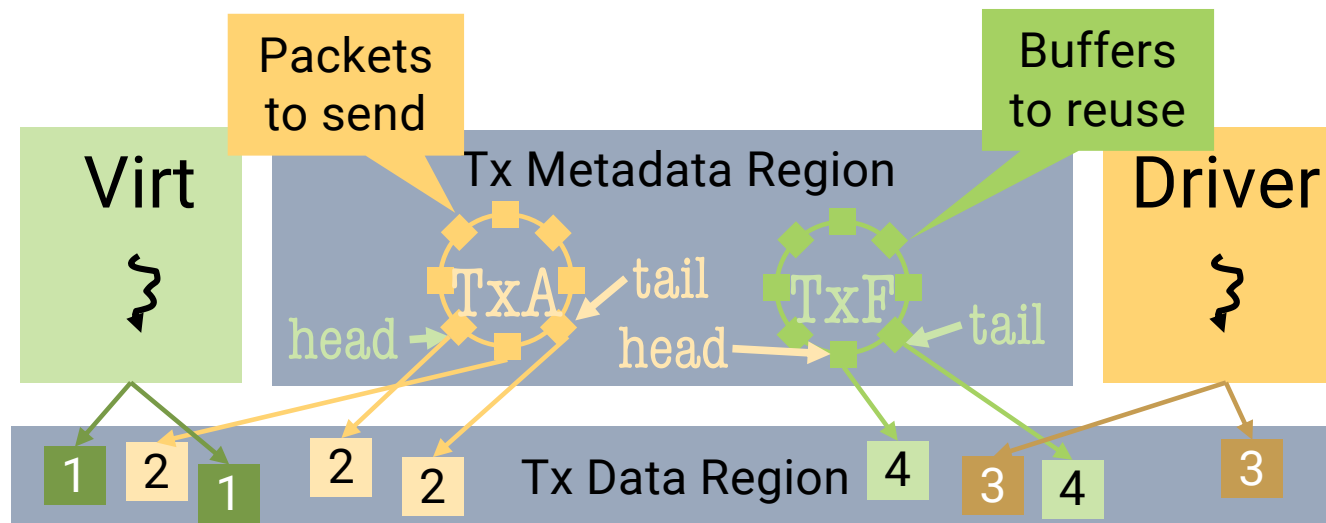 Packets
to send
Buffers
to reuse
Virt
Tx Metadata Region
Driver
TxA
tail
head
TxF
head
tail
1
2
1
2
2
Tx Data Region
4
3
4
3